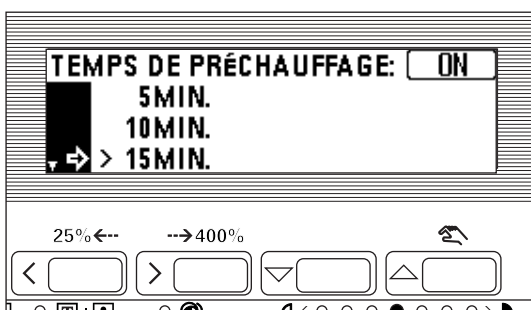 TEMPS DE PRÉCHAUFFAGE: ON
5MIN.
10MIN.
> 15MIN.
25% 400%